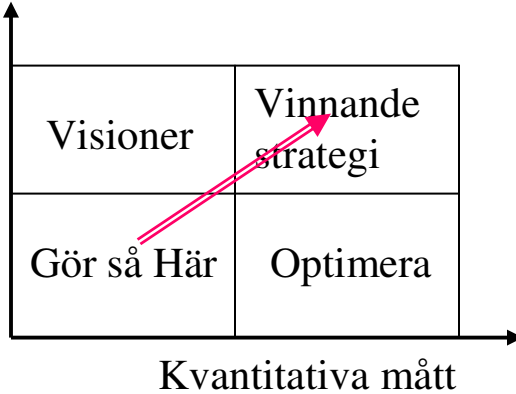 Visioner
Vinnande
strategi
Gör så Här
Optimera
Kvantitativa mått